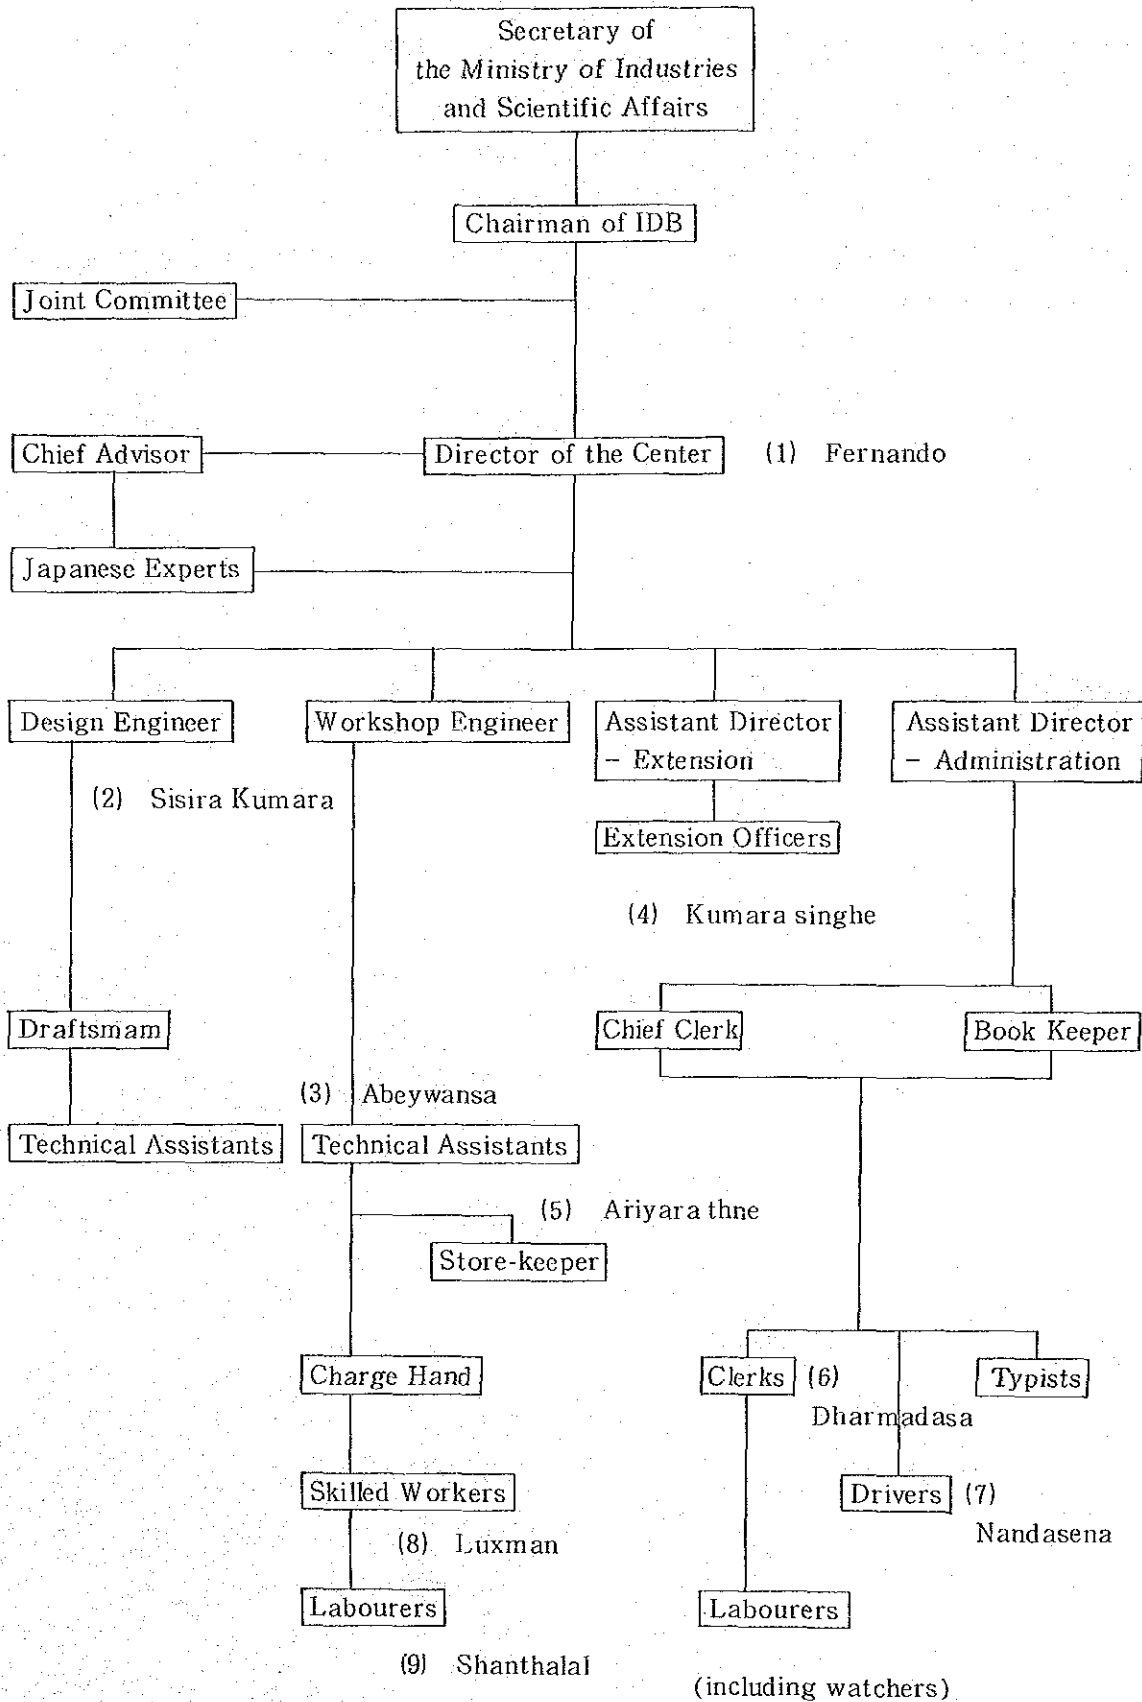 Secretary of
the Ministry of Industries
and Scientific Affairs
Chairman of IDB
Joint Committee
Chief Advisor
Director of the Center
(1) Fernando
Japanese Experts
Design Engineer
Workshop Engineer
Assistant Director
– Extension
Assistant Director
– Administration
(2) Sisira Kumara
Extension Officers
(4) Kumara singhe
Draftsmam
Chief Clerk
Book Keeper
(3) Abeywansa
Technical Assistants
Technical Assistants
(5) Ariyara thne
Store-keeper
Charge Hand
Clerks (6)
Dharmadasa
Typists
Skilled Workers
Drivers (7)
Nandasena
(8) Luxman
Labourers
Labourers
(9) Shanthalal
(including watchers)